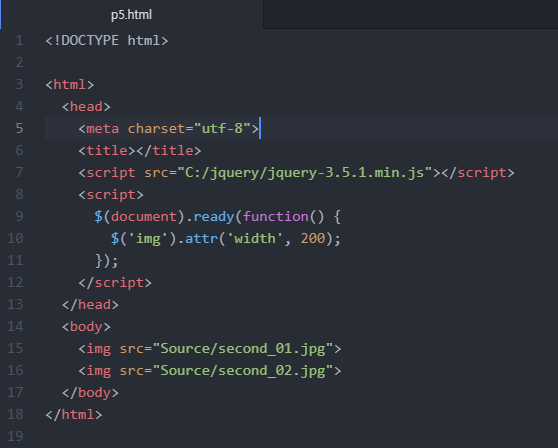 p5.html
1 <!DOCTYPE html>
2
3 <html>
4   <head>
5     <meta charset="utf-8">
6     <title></title>
7     <script src="C:/jquery/jquery-3.5.1.min.js"></script>
8     <script>
9       $(document).ready(function() {
10         $('img').attr('width', 200);
11       });
12     </script>
13   </head>
14   <body>
15     <img src="Source/second_01.jpg">
16     <img src="Source/second_02.jpg">
17   </body>
18 </html>
19